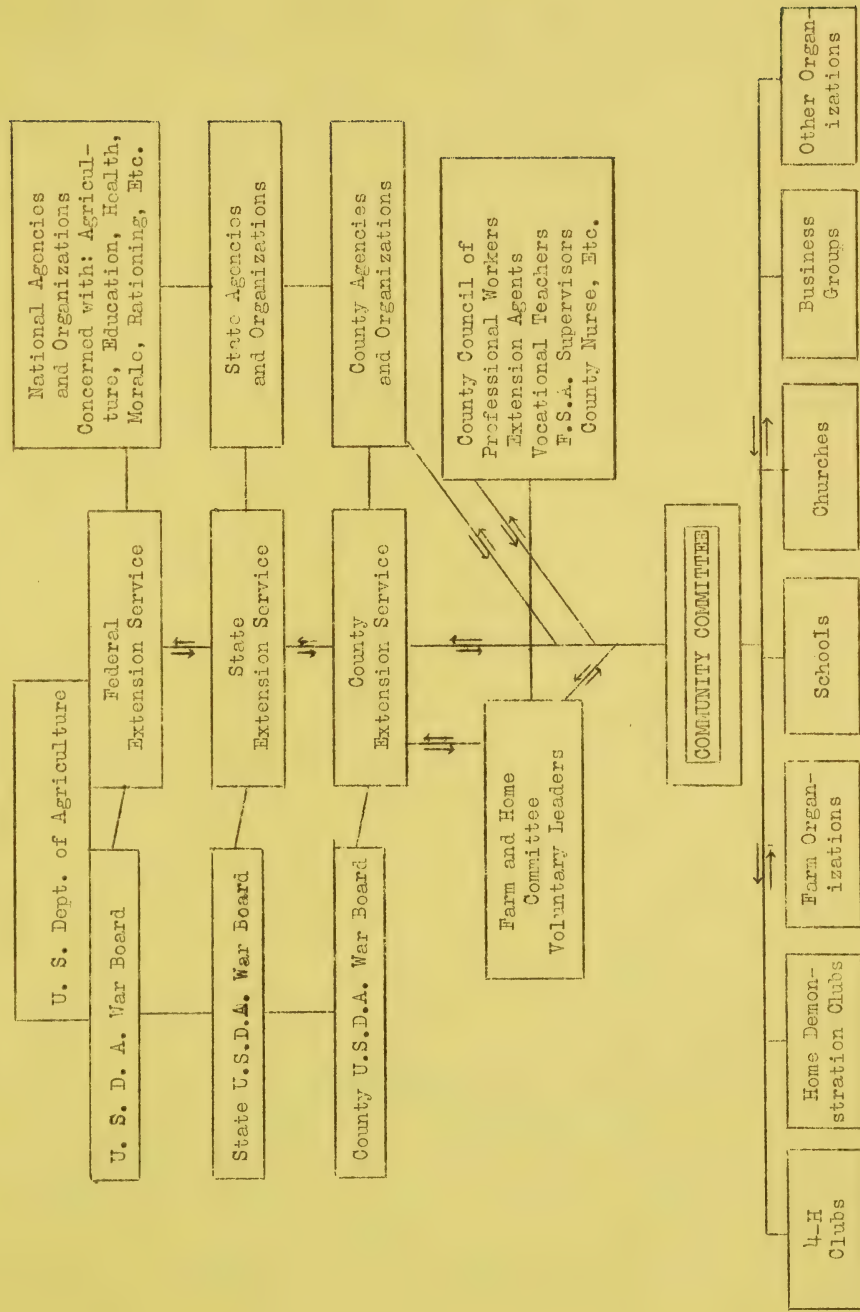 U. S. Dept. of Agriculture
U. S. D. A. War Board
Federal
Extension Service
National Agencies
and Organizations
Concerned with: Agricul-
ture, Education, Health,
Morale, Rationing, Etc.
State U.S.D.A. War Board
State
Extension Service
State Agencies
and Organizations
County U.S.D.A. War Board
County
Extension Service
County Agencies
and Organizations
Farm and Home
Committee
Voluntary Leaders
County Council of
Professional Workers
Extension Agents
Vocational Teachers
F.S.A. Supervisors
County Nurse, Etc.
COMMUNITY COMMITTEE
4-H
Clubs
Home Demon-
stration Clubs
Farm Organ-
izations
Schools
Churches
Business
Groups
Other Organ-
izations